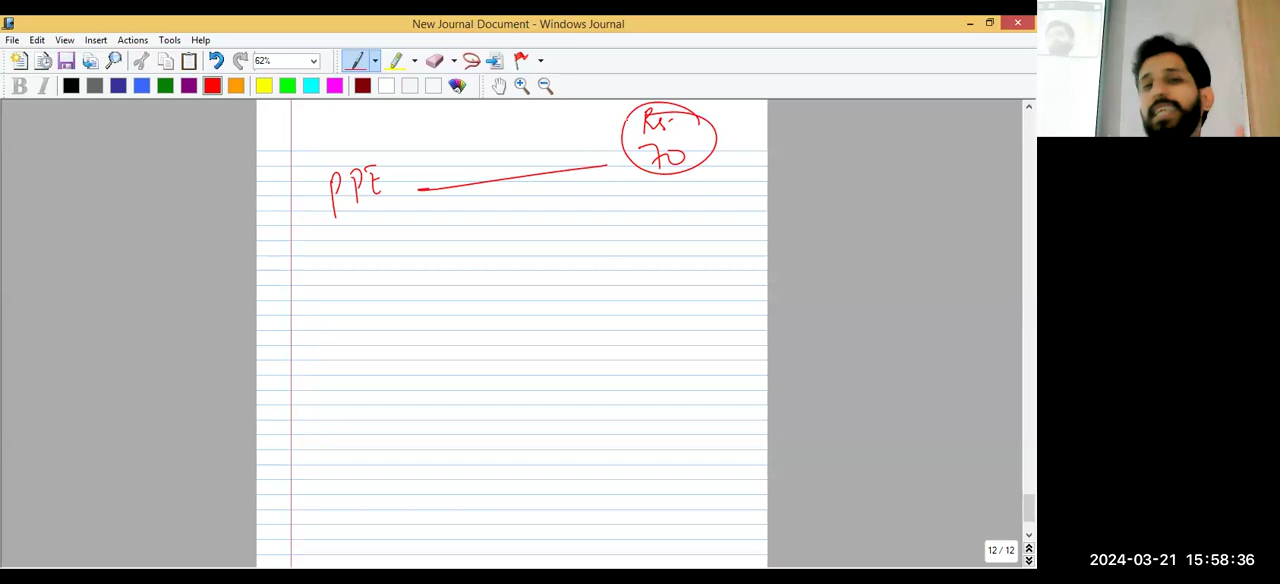 New Journal Document - Windows Journal
File Edit View Insert Actions Tools Help
62%
B I
Rs.
70
PPE
12 / 12
2024-03-21 15:58:36